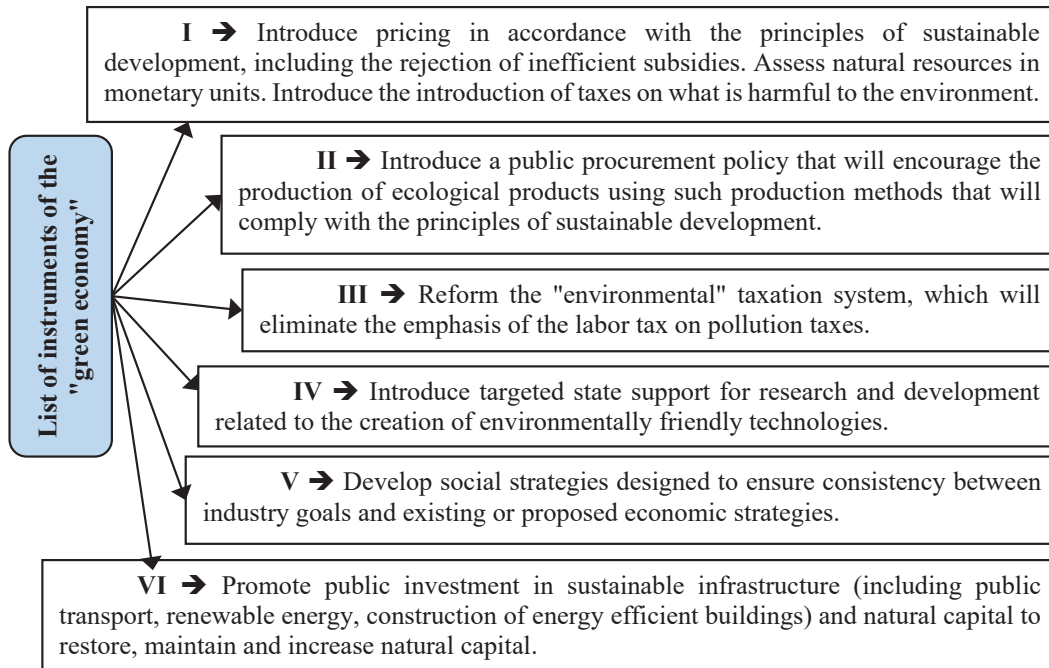 List of instruments of the
"green economy"
I ➔ Introduce pricing in accordance with the principles of sustainable
development, including the rejection of inefficient subsidies. Assess natural resources in
monetary units. Introduce the introduction of taxes on what is harmful to the environment.
II ➔ Introduce a public procurement policy that will encourage the
production of ecological products using such production methods that will
comply with the principles of sustainable development.
III ➔ Reform the "environmental" taxation system, which will
eliminate the emphasis of the labor tax on pollution taxes.
IV ➔ Introduce targeted state support for research and development
related to the creation of environmentally friendly technologies.
V ➔ Develop social strategies designed to ensure consistency between
industry goals and existing or proposed economic strategies.
VI ➔ Promote public investment in sustainable infrastructure (including public
transport, renewable energy, construction of energy efficient buildings) and natural capital to
restore, maintain and increase natural capital.